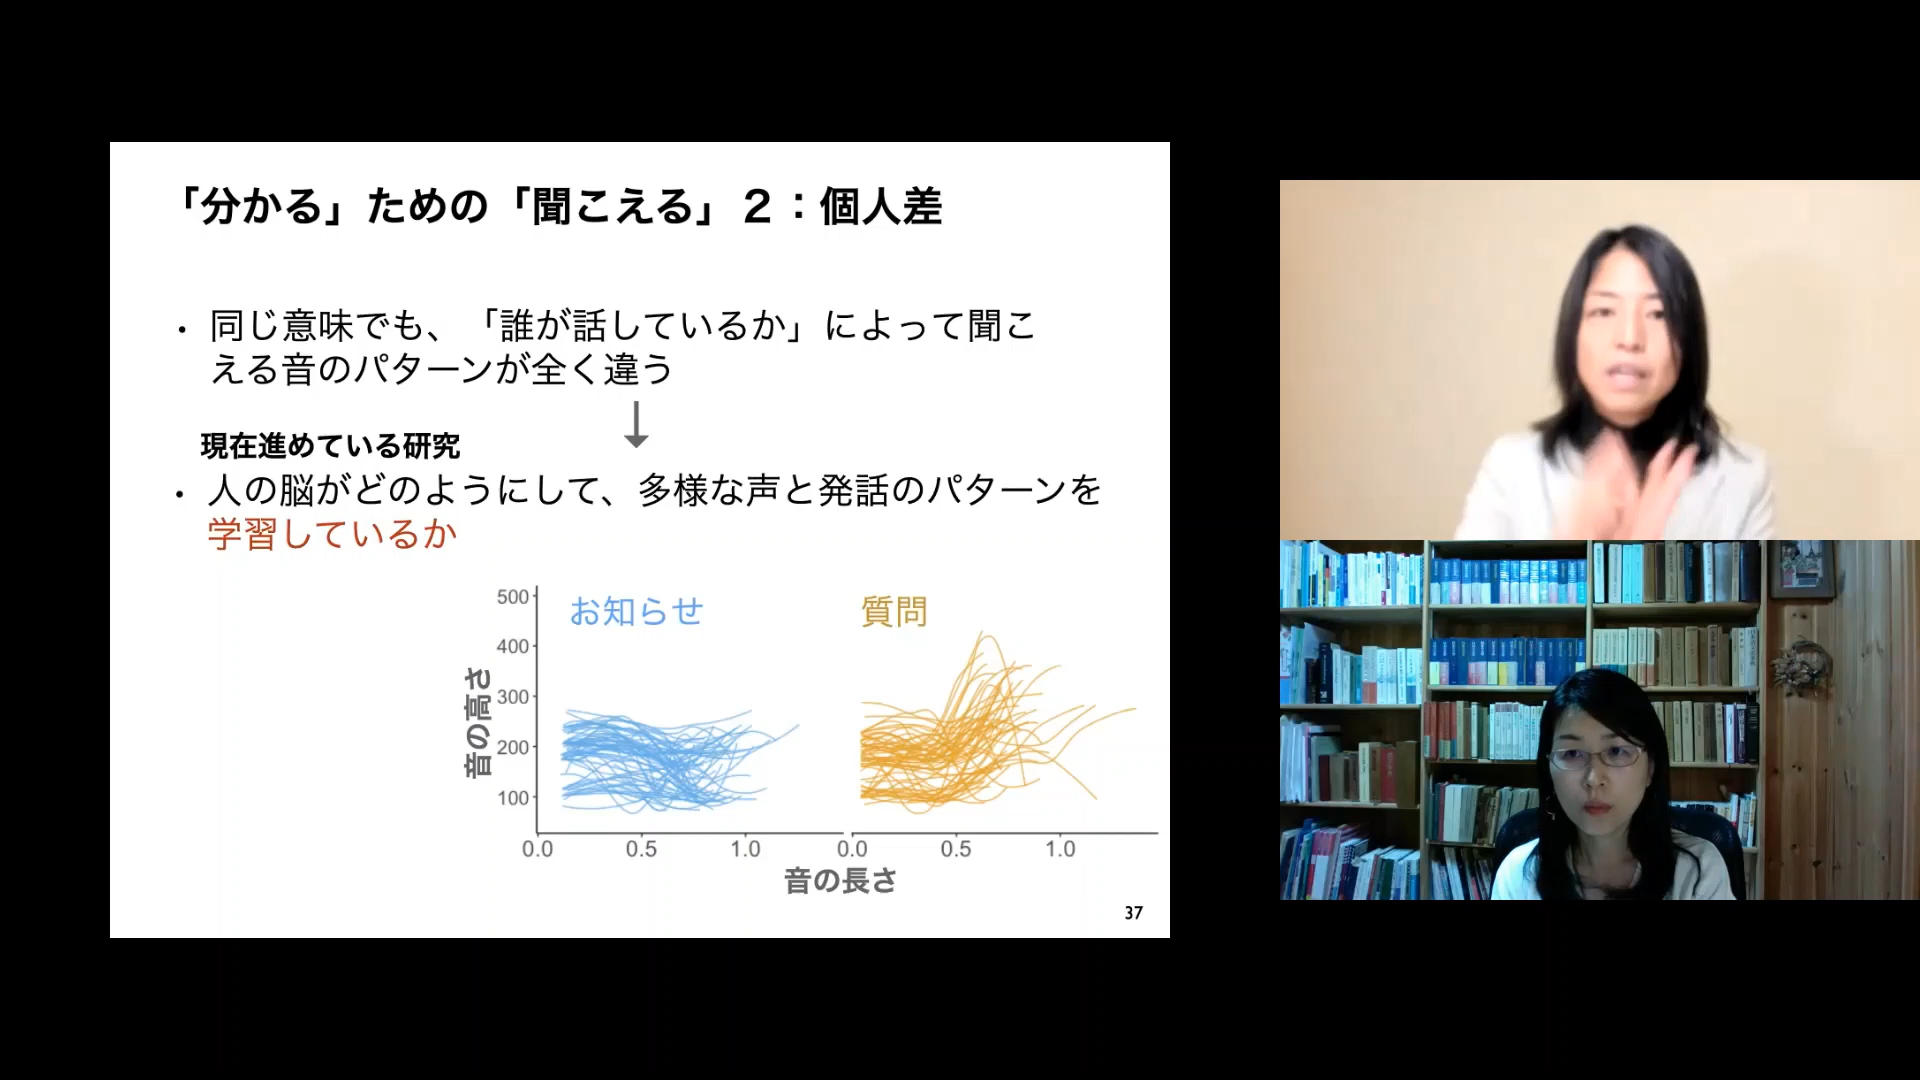 「分かる」ための「聞こえる」２：個人差
• 同じ意味でも、「誰が話しているか」によって聞こ
える音のパターンが全く違う
現在進めている研究
• 人の脳がどのようにして、多様な声と発話のパターンを
学習しているか
お知らせ
質問
音の高さ
500
400
300
200
100
0.0 0.5 1.0 0.0 0.5 1.0
音の長さ
37